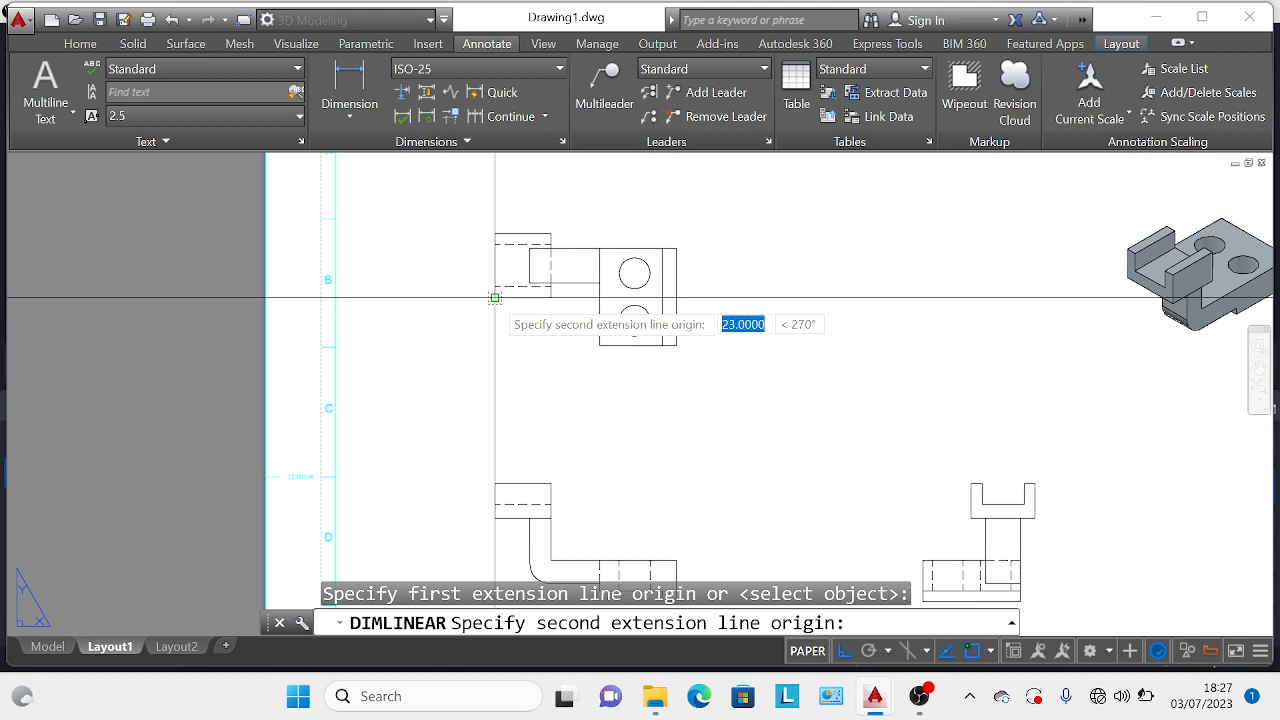 3D Modeling
Drawing1.dwg
Type a keyword or phrase
Sign In
Home Solid Surface Mesh Visualize Parametric Insert Annotate View Manage Output Add-ins Autodesk 360 Express Tools BIM 360 Featured Apps Layout
A
Multiline
Text
ABC
Standard
Find text
2.5
Text
Dimension
ISO-25
Quick
Continue
Dimensions
Multileader
Standard
Add Leader
Remove Leader
Leaders
Table
Standard
Extract Data
Link Data
Tables
Wipeout
Revision
Cloud
Markup
Add
Current Scale
Scale List
Add/Delete Scales
Sync Scale Positions
Annotation Scaling
B
Specify second extension line origin: 23.0000 < 270°
C
D
Specify first extension line origin or <select object>:
DIMLINEAR Specify second extension line origin:
Y
X
Model Layout1 Layout2 +
PAPER
Search
L
18:27
03/07/2023
1